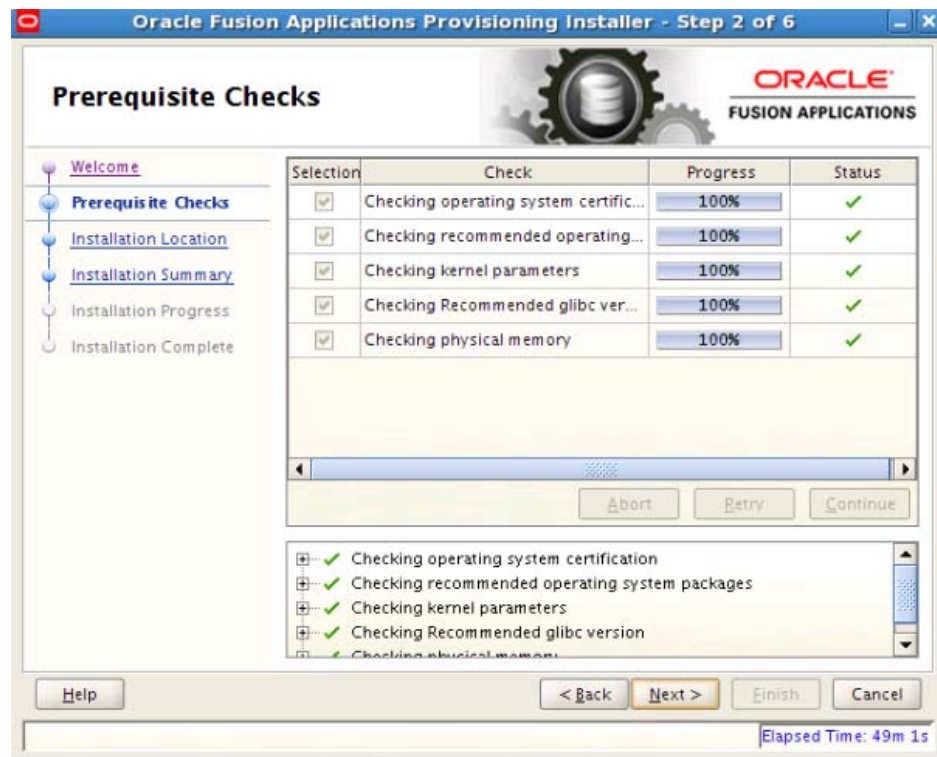 Oracle Fusion Applications Provisioning Installer - Step 2 of 6
Prerequisite Checks
ORACLE
FUSION APPLICATIONS
Welcome
Prerequisite Checks
Installation Location
Installation Summary
Installation Progress
Installation Complete
Selection Check Progress Status
Checking operating system certific... 100%
Checking recommended operating... 100%
Checking kernel parameters 100%
Checking Recommended glibc ver... 100%
Checking physical memory 100%
Abort Retry Continue
Checking operating system certification
Checking recommended operating system packages
Checking kernel parameters
Checking Recommended glibc version
Checking physical memory
Help < Back Next > Finish Cancel
Elapsed Time: 49m 1s